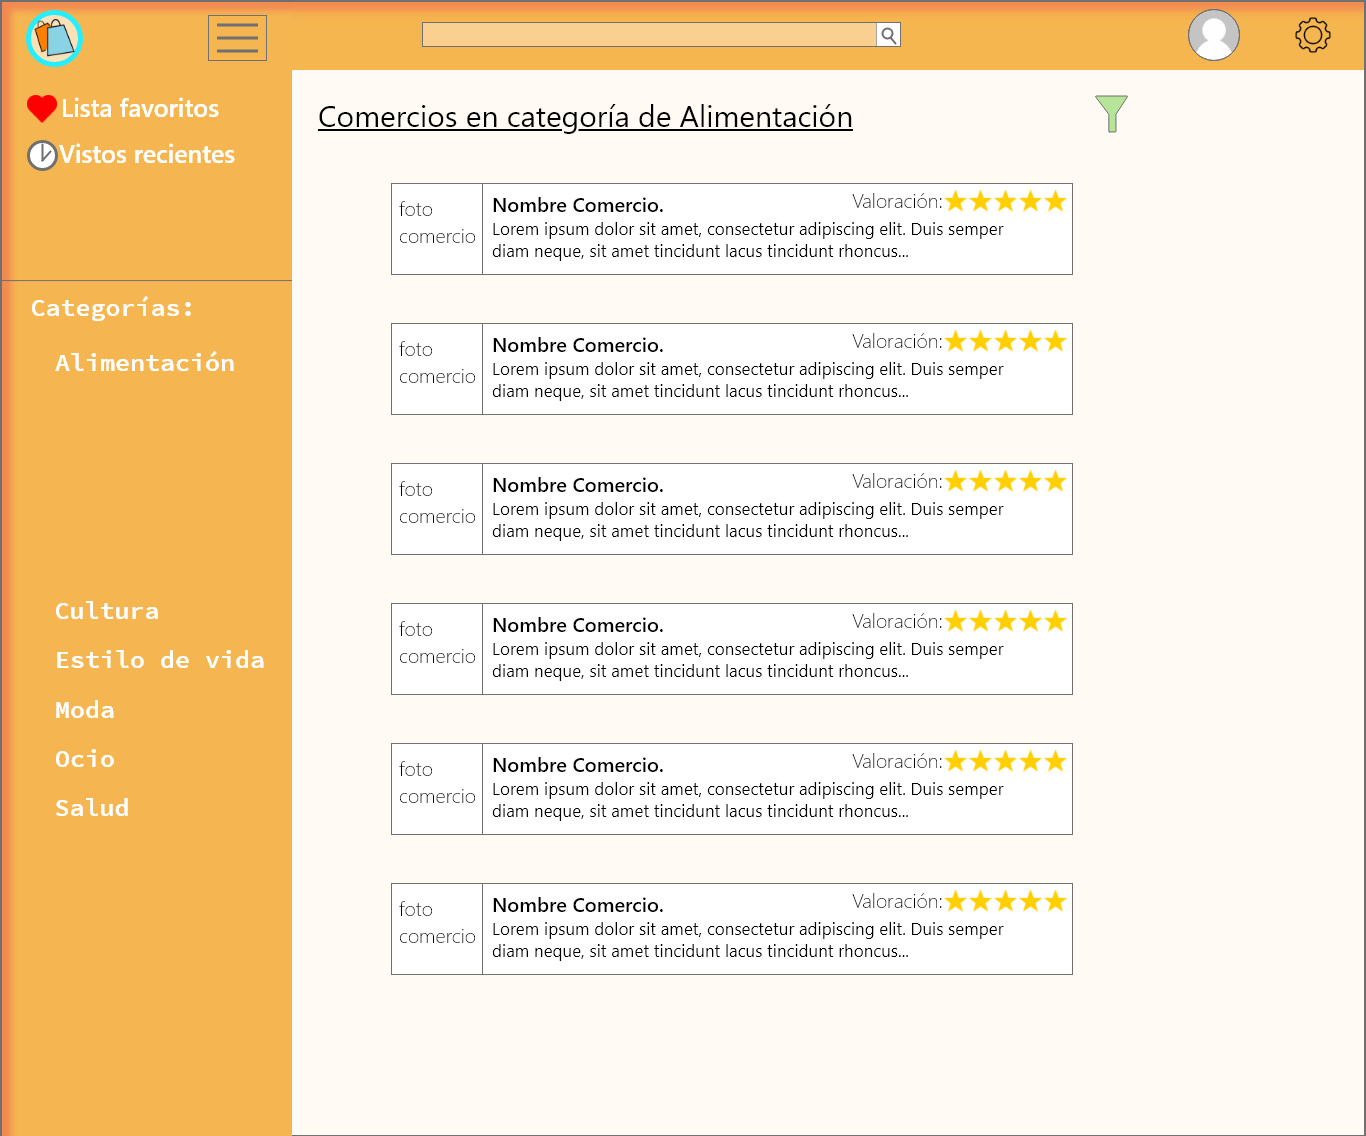 Lista favoritos
Vistos recientes
Categorías:
Alimentación
Cultura
Estilo de vida
Moda
Ocio
Salud
Comercios en categoría de Alimentación
foto
comercio
Nombre Comercio.
Valoración:
Lorem ipsum dolor sit amet, consectetur adipiscing elit. Duis semper
diam neque, sit amet tincidunt lacus tincidunt rhoncus...
foto
comercio
Nombre Comercio.
Valoración:
Lorem ipsum dolor sit amet, consectetur adipiscing elit. Duis semper
diam neque, sit amet tincidunt lacus tincidunt rhoncus...
foto
comercio
Nombre Comercio.
Valoración:
Lorem ipsum dolor sit amet, consectetur adipiscing elit. Duis semper
diam neque, sit amet tincidunt lacus tincidunt rhoncus...
foto
comercio
Nombre Comercio.
Valoración:
Lorem ipsum dolor sit amet, consectetur adipiscing elit. Duis semper
diam neque, sit amet tincidunt lacus tincidunt rhoncus...
foto
comercio
Nombre Comercio.
Valoración:
Lorem ipsum dolor sit amet, consectetur adipiscing elit. Duis semper
diam neque, sit amet tincidunt lacus tincidunt rhoncus...
foto
comercio
Nombre Comercio.
Valoración:
Lorem ipsum dolor sit amet, consectetur adipiscing elit. Duis semper
diam neque, sit amet tincidunt lacus tincidunt rhoncus...